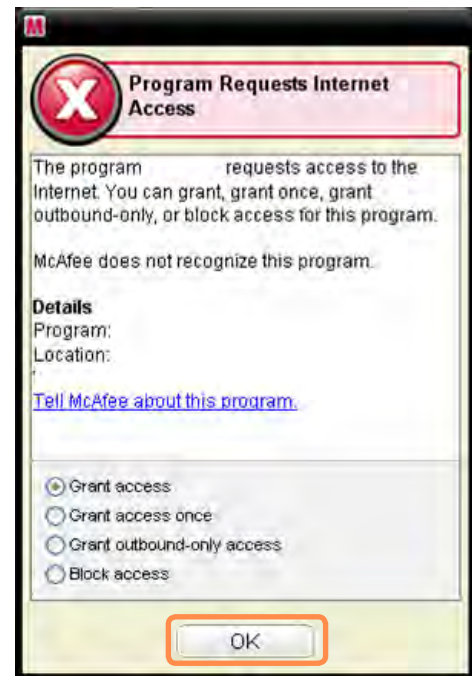 M
Program Requests Internet
Access
The program requests access to the
Internet. You can grant, grant once, grant
outbound-only, or block access for this program.
McAfee does not recognize this program.
Details
Program:
Location:
Tell McAfee about this program.
Grant access
Grant access once
Grant outbound-only access
Block access
OK